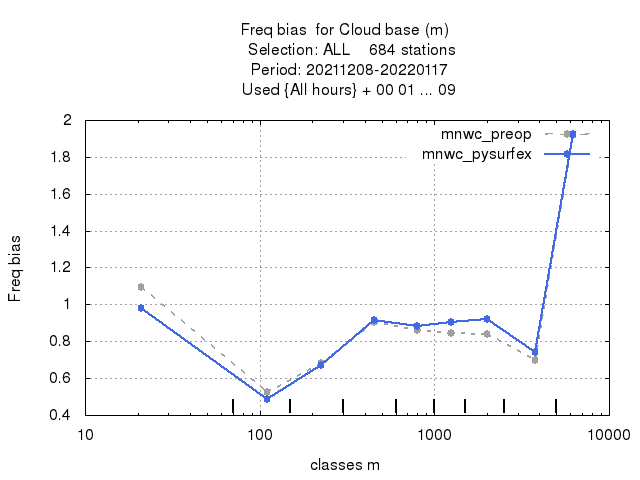 Freq bias  for Cloud base (m)
Selection: ALL    684 stations
Period: 20211208-20220117
Used {All hours} + 00 01 ... 09
2
1.8
1.6
1.4
1.2
1
0.8
0.6
0.4
Freq bias
mnwc_preop
mnwc_pysurfex
10 100 1000 10000
classes m